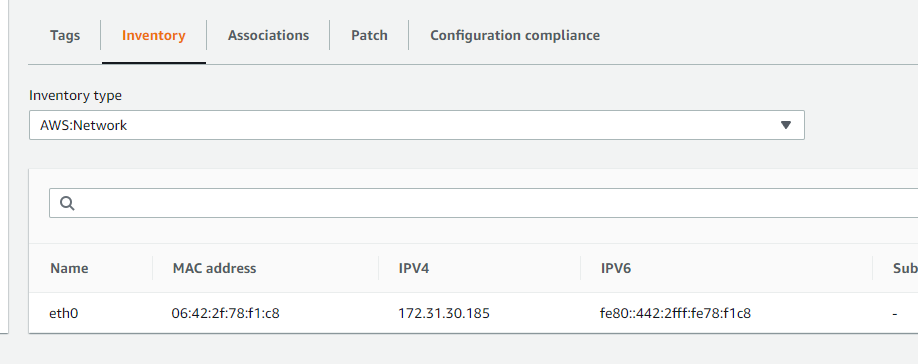 Tags Inventory Associations Patch Configuration compliance
Inventory type
AWS:Network
Name MAC address IPV4 IPV6 Sub
eth0 06:42:2f:78:f1:c8 172.31.30.185 fe80::442:2fff:fe78:f1c8 -